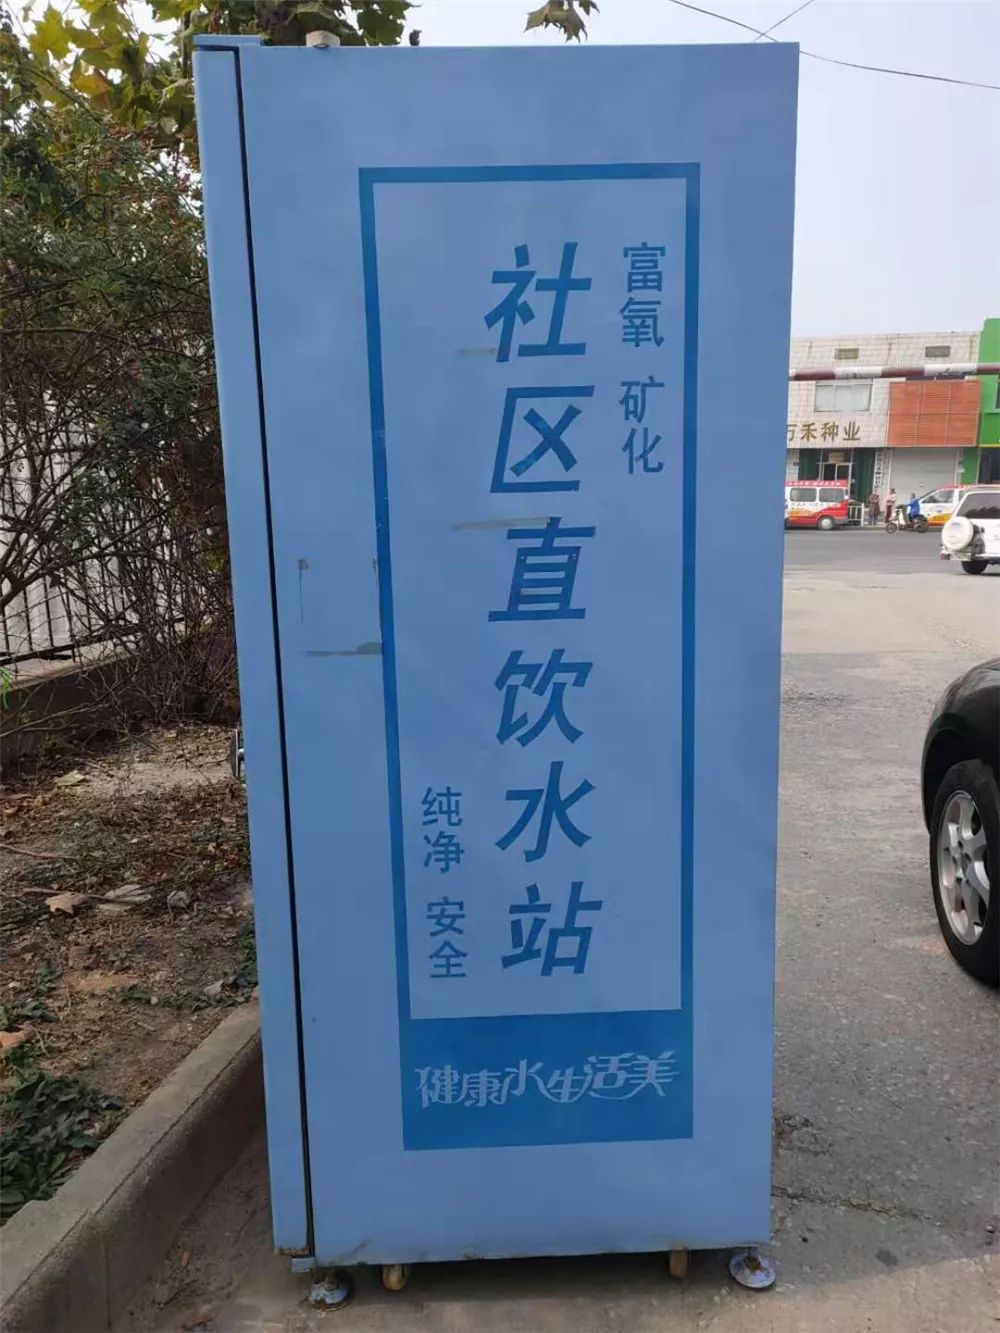 富氧 矿化
社区直饮水站
纯净 安全
健康水生活美
万禾种业